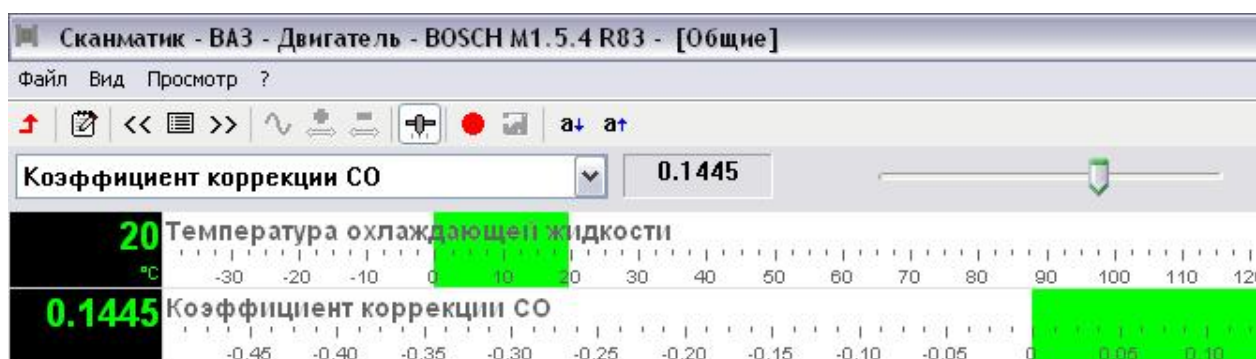 Сканматик - ВАЗ - Двигатель - BOSCH M1.5.4 R83 - [Общие]
Файл Вид Просмотр ?
<< >> a↓ a↑
Коэффициент коррекции СО 0.1445
20 Температура охлаждающей жидкости
°C -30 -20 -10 0 10 20 30 40 50 60 70 80 90 100 110 120
0.1445 Коэффициент коррекции СО
-0.45 -0.40 -0.35 -0.30 -0.25 -0.20 -0.15 -0.10 -0.05 0 0.05 0.10